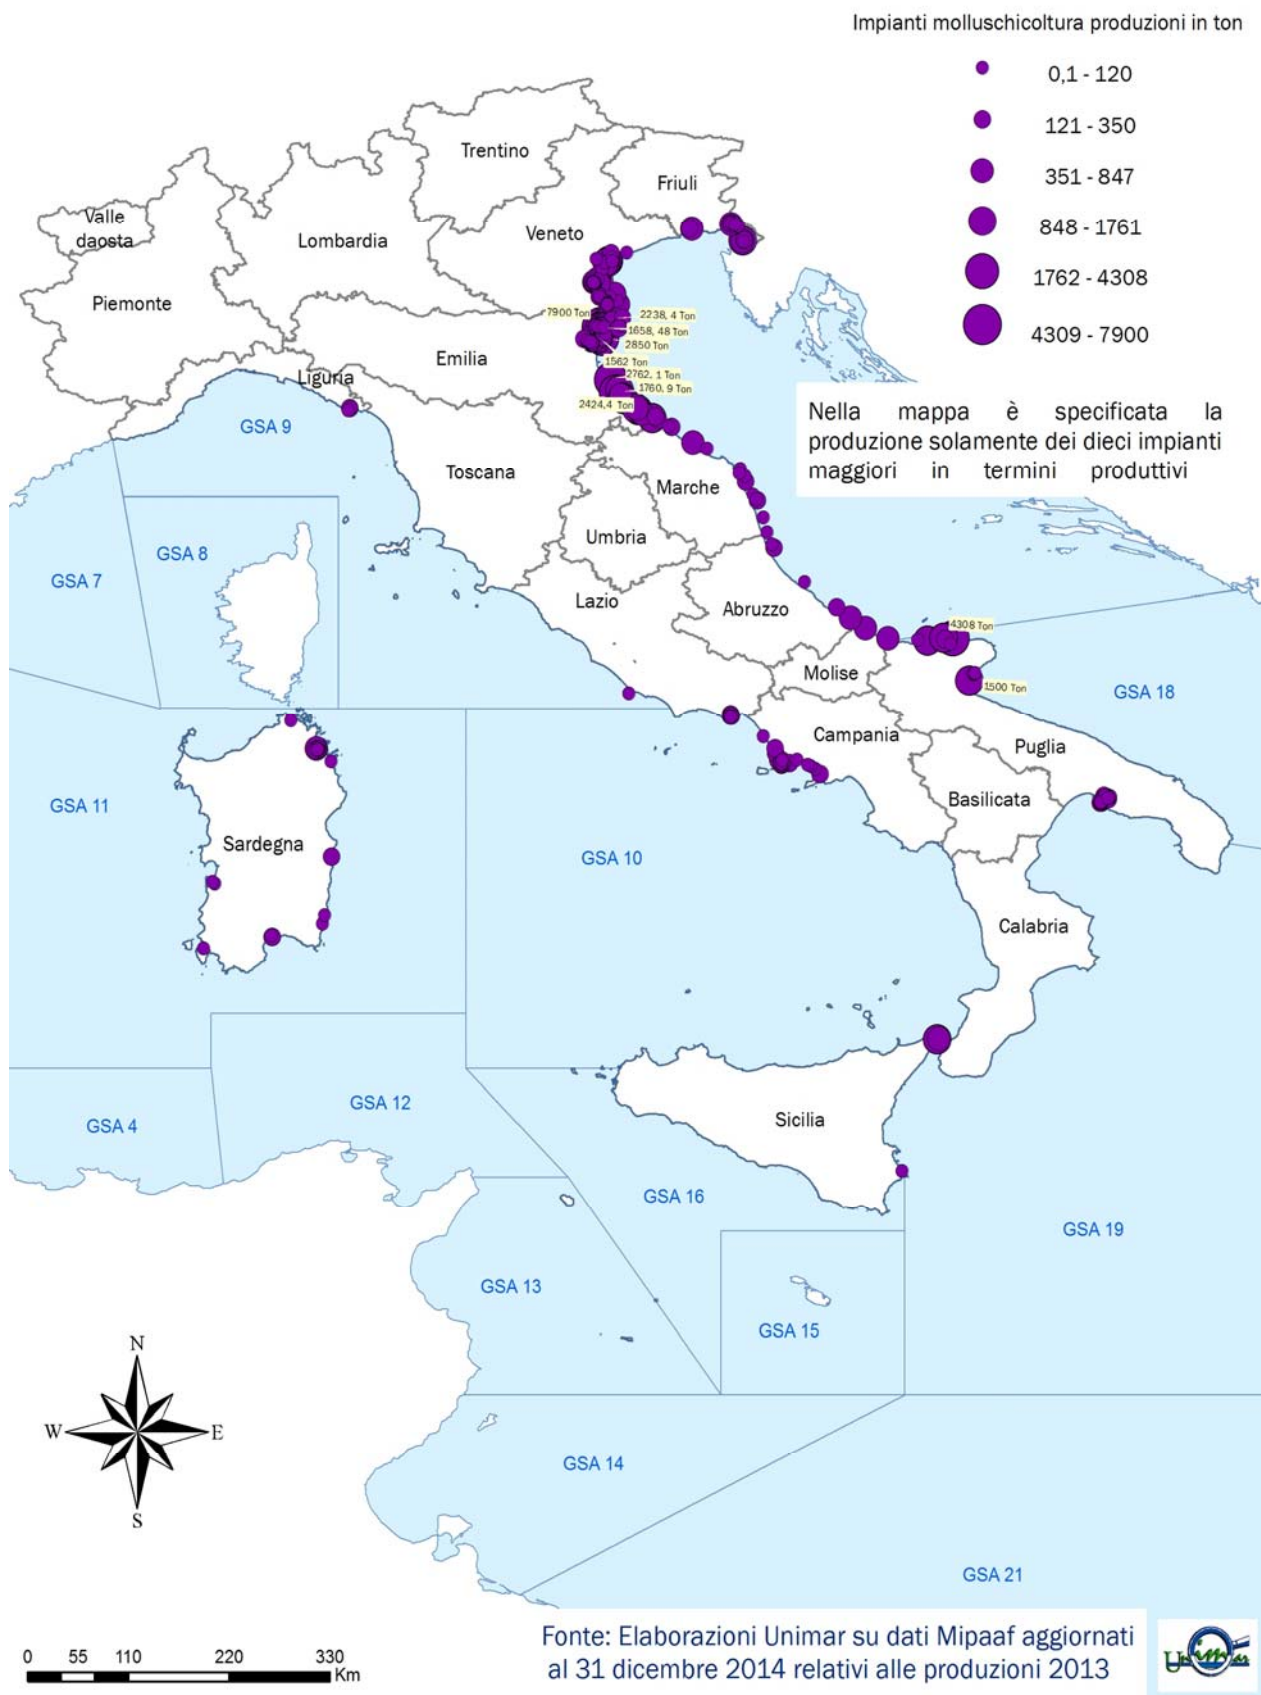 Impianti molluschicoltura produzioni in ton
0,1 - 120
121 - 350
351 - 847
848 - 1761
1762 - 4308
4309 - 7900
Trentino
Friuli
Valle
daosta
Lombardia
Veneto
Piemonte
7900 Ton
2238, 4 Ton
1658, 48 Ton
2850 Ton
Emilia
1562 Ton
2762, 1 Ton
1760, 9 Ton
2424,4 Ton
Liguria
Nella mappa è specificata la
produzione solamente dei dieci impianti
maggiori in termini produttivi
GSA 9
Toscana
Marche
Umbria
GSA 8
GSA 7
Lazio
Abruzzo
4308 Ton
Molise
1500 Ton
GSA 18
Campania
Puglia
Basilicata
GSA 11
Sardegna
GSA 10
Calabria
GSA 12
GSA 4
Sicilia
GSA 16
GSA 19
GSA 13
GSA 15
N
W
E
S
GSA 14
GSA 21
Fonte: Elaborazioni Unimar su dati Mipaaf aggiornati
al 31 dicembre 2014 relativi alle produzioni 2013
0 55 110 220 330
Km
Unimar